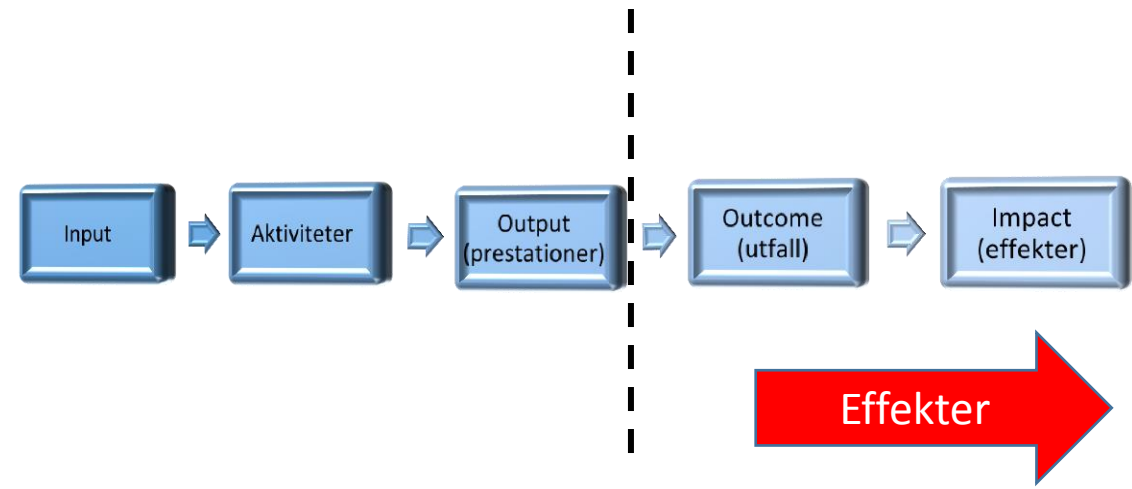 Input
Aktiviteter
Output
(prestationer)
Outcome
(utfall)
Impact
(effekter)
Effekter